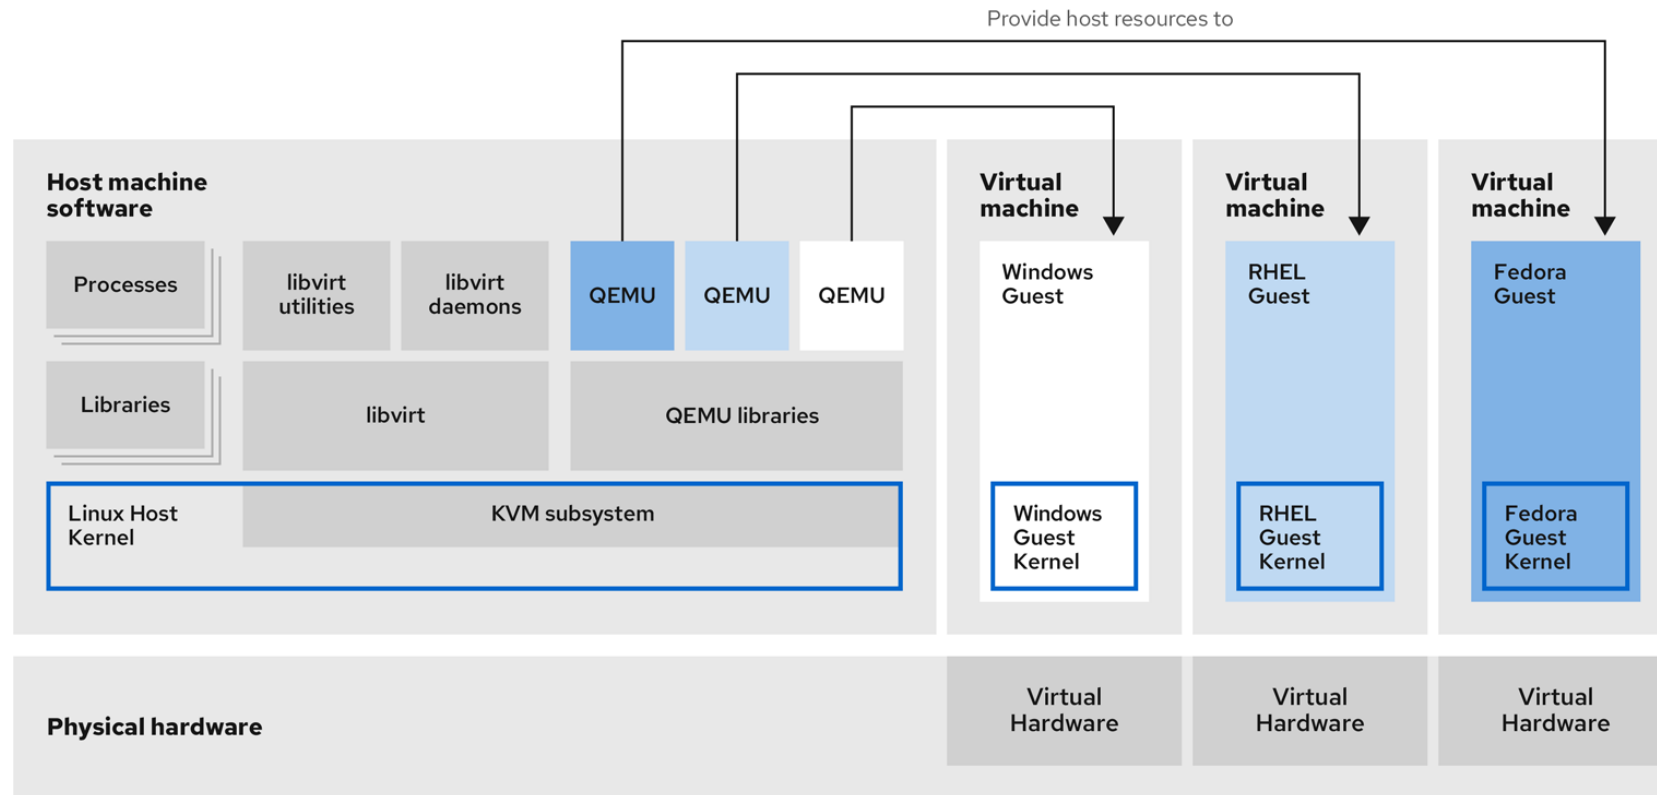 Provide host resources to
Host machine
software
Virtual
machine
Virtual
machine
Virtual
machine
Processes
libvirt
utilities
libvirt
daemons
QEMU
QEMU
QEMU
Windows
Guest
RHEL
Guest
Fedora
Guest
Libraries
libvirt
QEMU libraries
Linux Host
Kernel
KVM subsystem
Windows
Guest
Kernel
RHEL
Guest
Kernel
Fedora
Guest
Kernel
Physical hardware
Virtual
Hardware
Virtual
Hardware
Virtual
Hardware